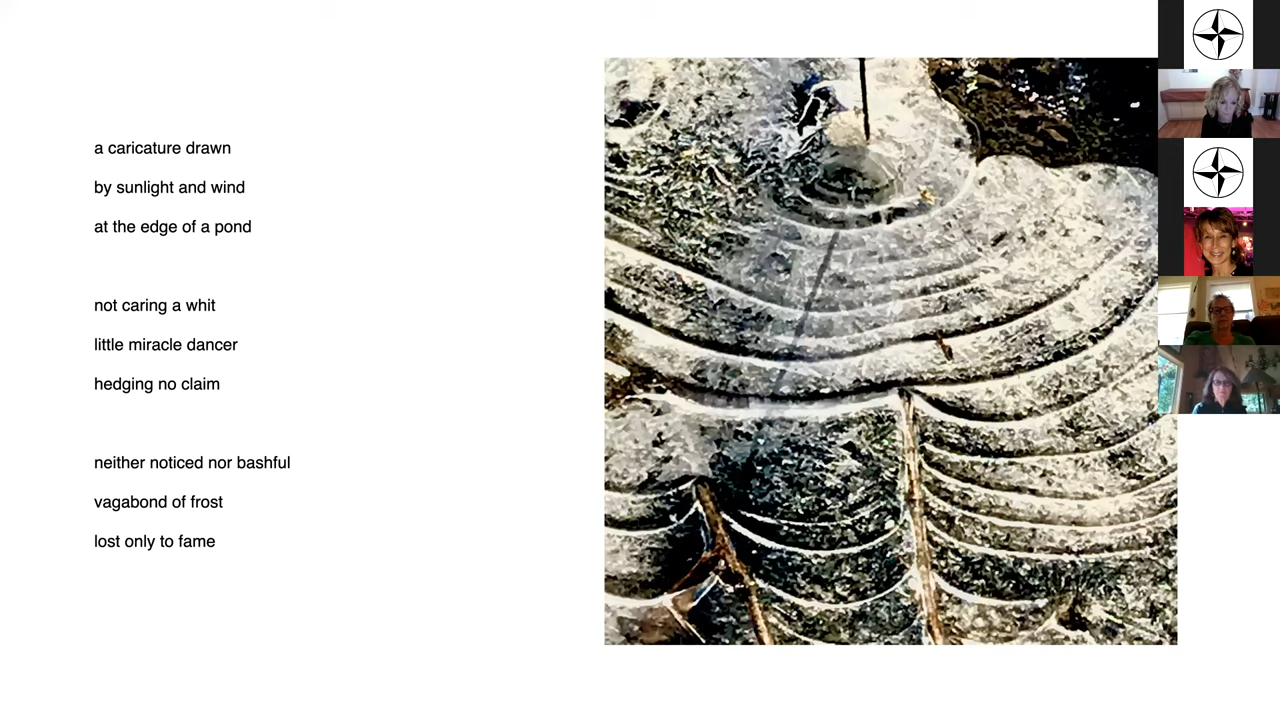 a caricature drawn
by sunlight and wind
at the edge of a pond
not caring a whit
little miracle dancer
hedging no claim
neither noticed nor bashful
vagabond of frost
lost only to fame